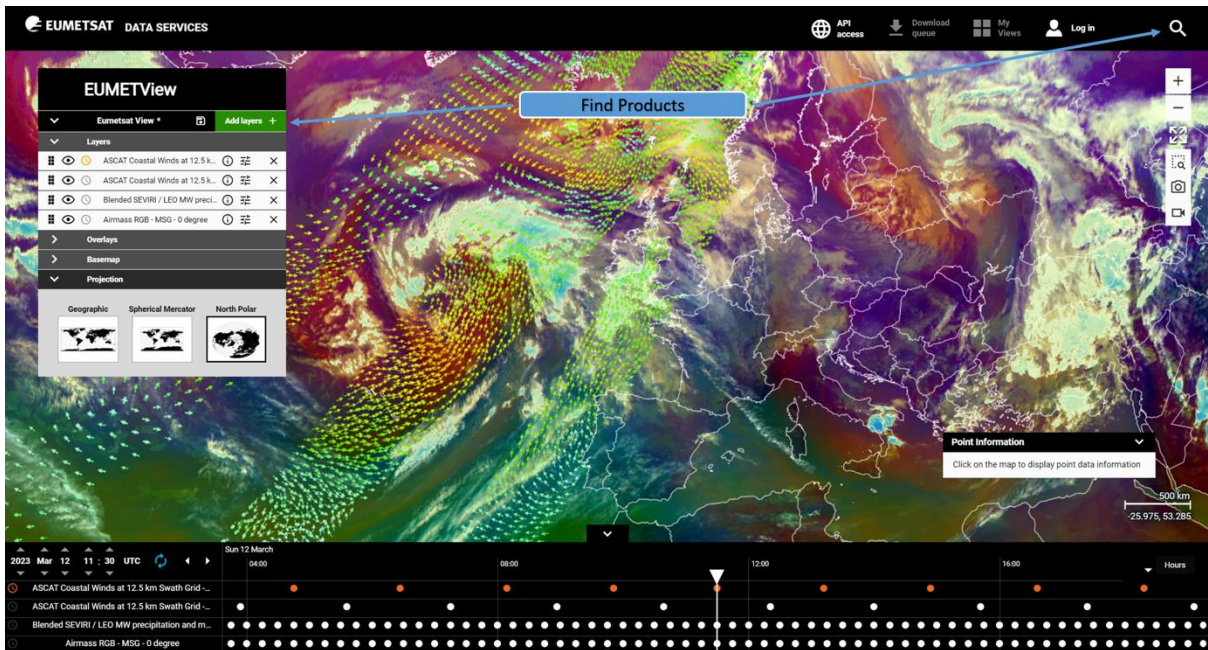 EUMETSAT DATA SERVICES
API access
Download queue
My Views
Log in
Find Products
EUMETView
Eumetsat View *
Add layers +
Layers
ASCAT Coastal Winds at 12.5 k...
ASCAT Coastal Winds at 12.5 k...
Blended SEVIRI / LEO MW preci...
Airmass RGB - MSG - 0 degree
Overlays
Basemap
Projection
Geographic
Spherical Mercator
North Polar
Point Information
Click on the map to display point data information
500 km
-25.975, 53.285
2023 Mar 12 11 : 30 UTC
Sun 12 March
04:00
08:00
12:00
16:00
Hours
ASCAT Coastal Winds at 12.5 km Swath Grid -...
ASCAT Coastal Winds at 12.5 km Swath Grid -...
Blended SEVIRI / LEO MW precipitation and m...
Airmass RGB - MSG - 0 degree